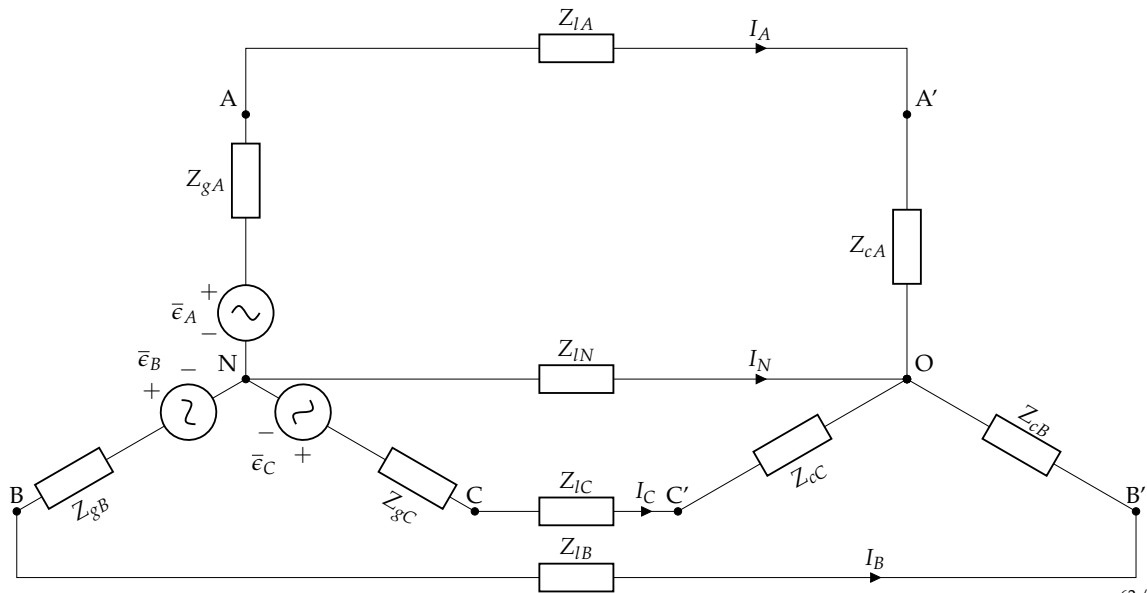 Z_{lA}
I_A
A
A'
Z_{gA}
Z_{cA}
+
ε̄_A
−
ε̄_B
−
+
N
Z_{lN}
I_N
O
−
ε̄_C
+
Z_{cC}
Z_{cB}
B
Z_{gB}
Z_{gC}
C
Z_{lC}
I_C
C'
B'
Z_{lB}
I_B